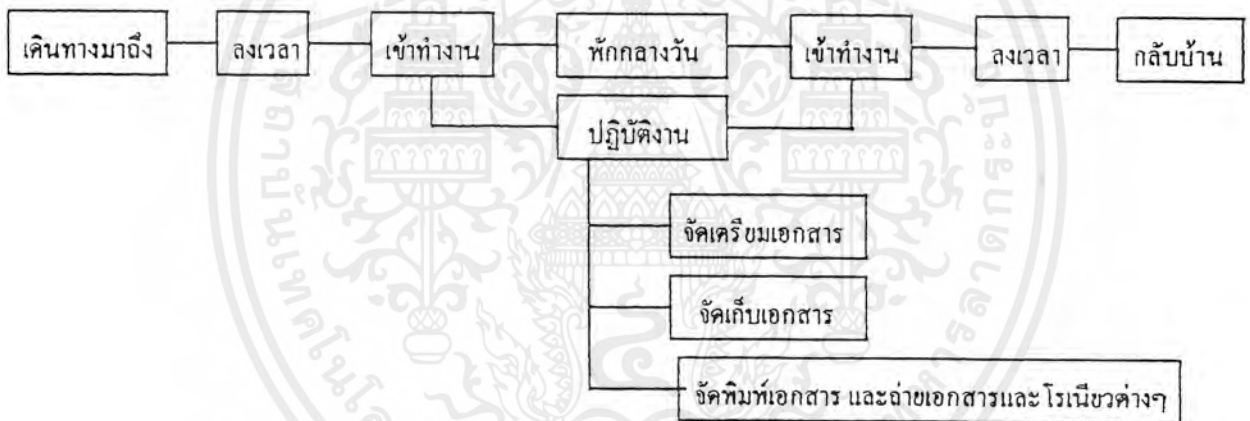 เดินทางมาถึง ลงเวลา เข้าทำงาน พักกลางวัน เข้าทำงาน ลงเวลา กลับบ้าน
ปฏิบัติงาน
จัดเตรียมเอกสาร
จัดเก็บเอกสาร
จัดพิมพ์เอกสาร และถ่ายเอกสารและ โรเนียวต่างๆ